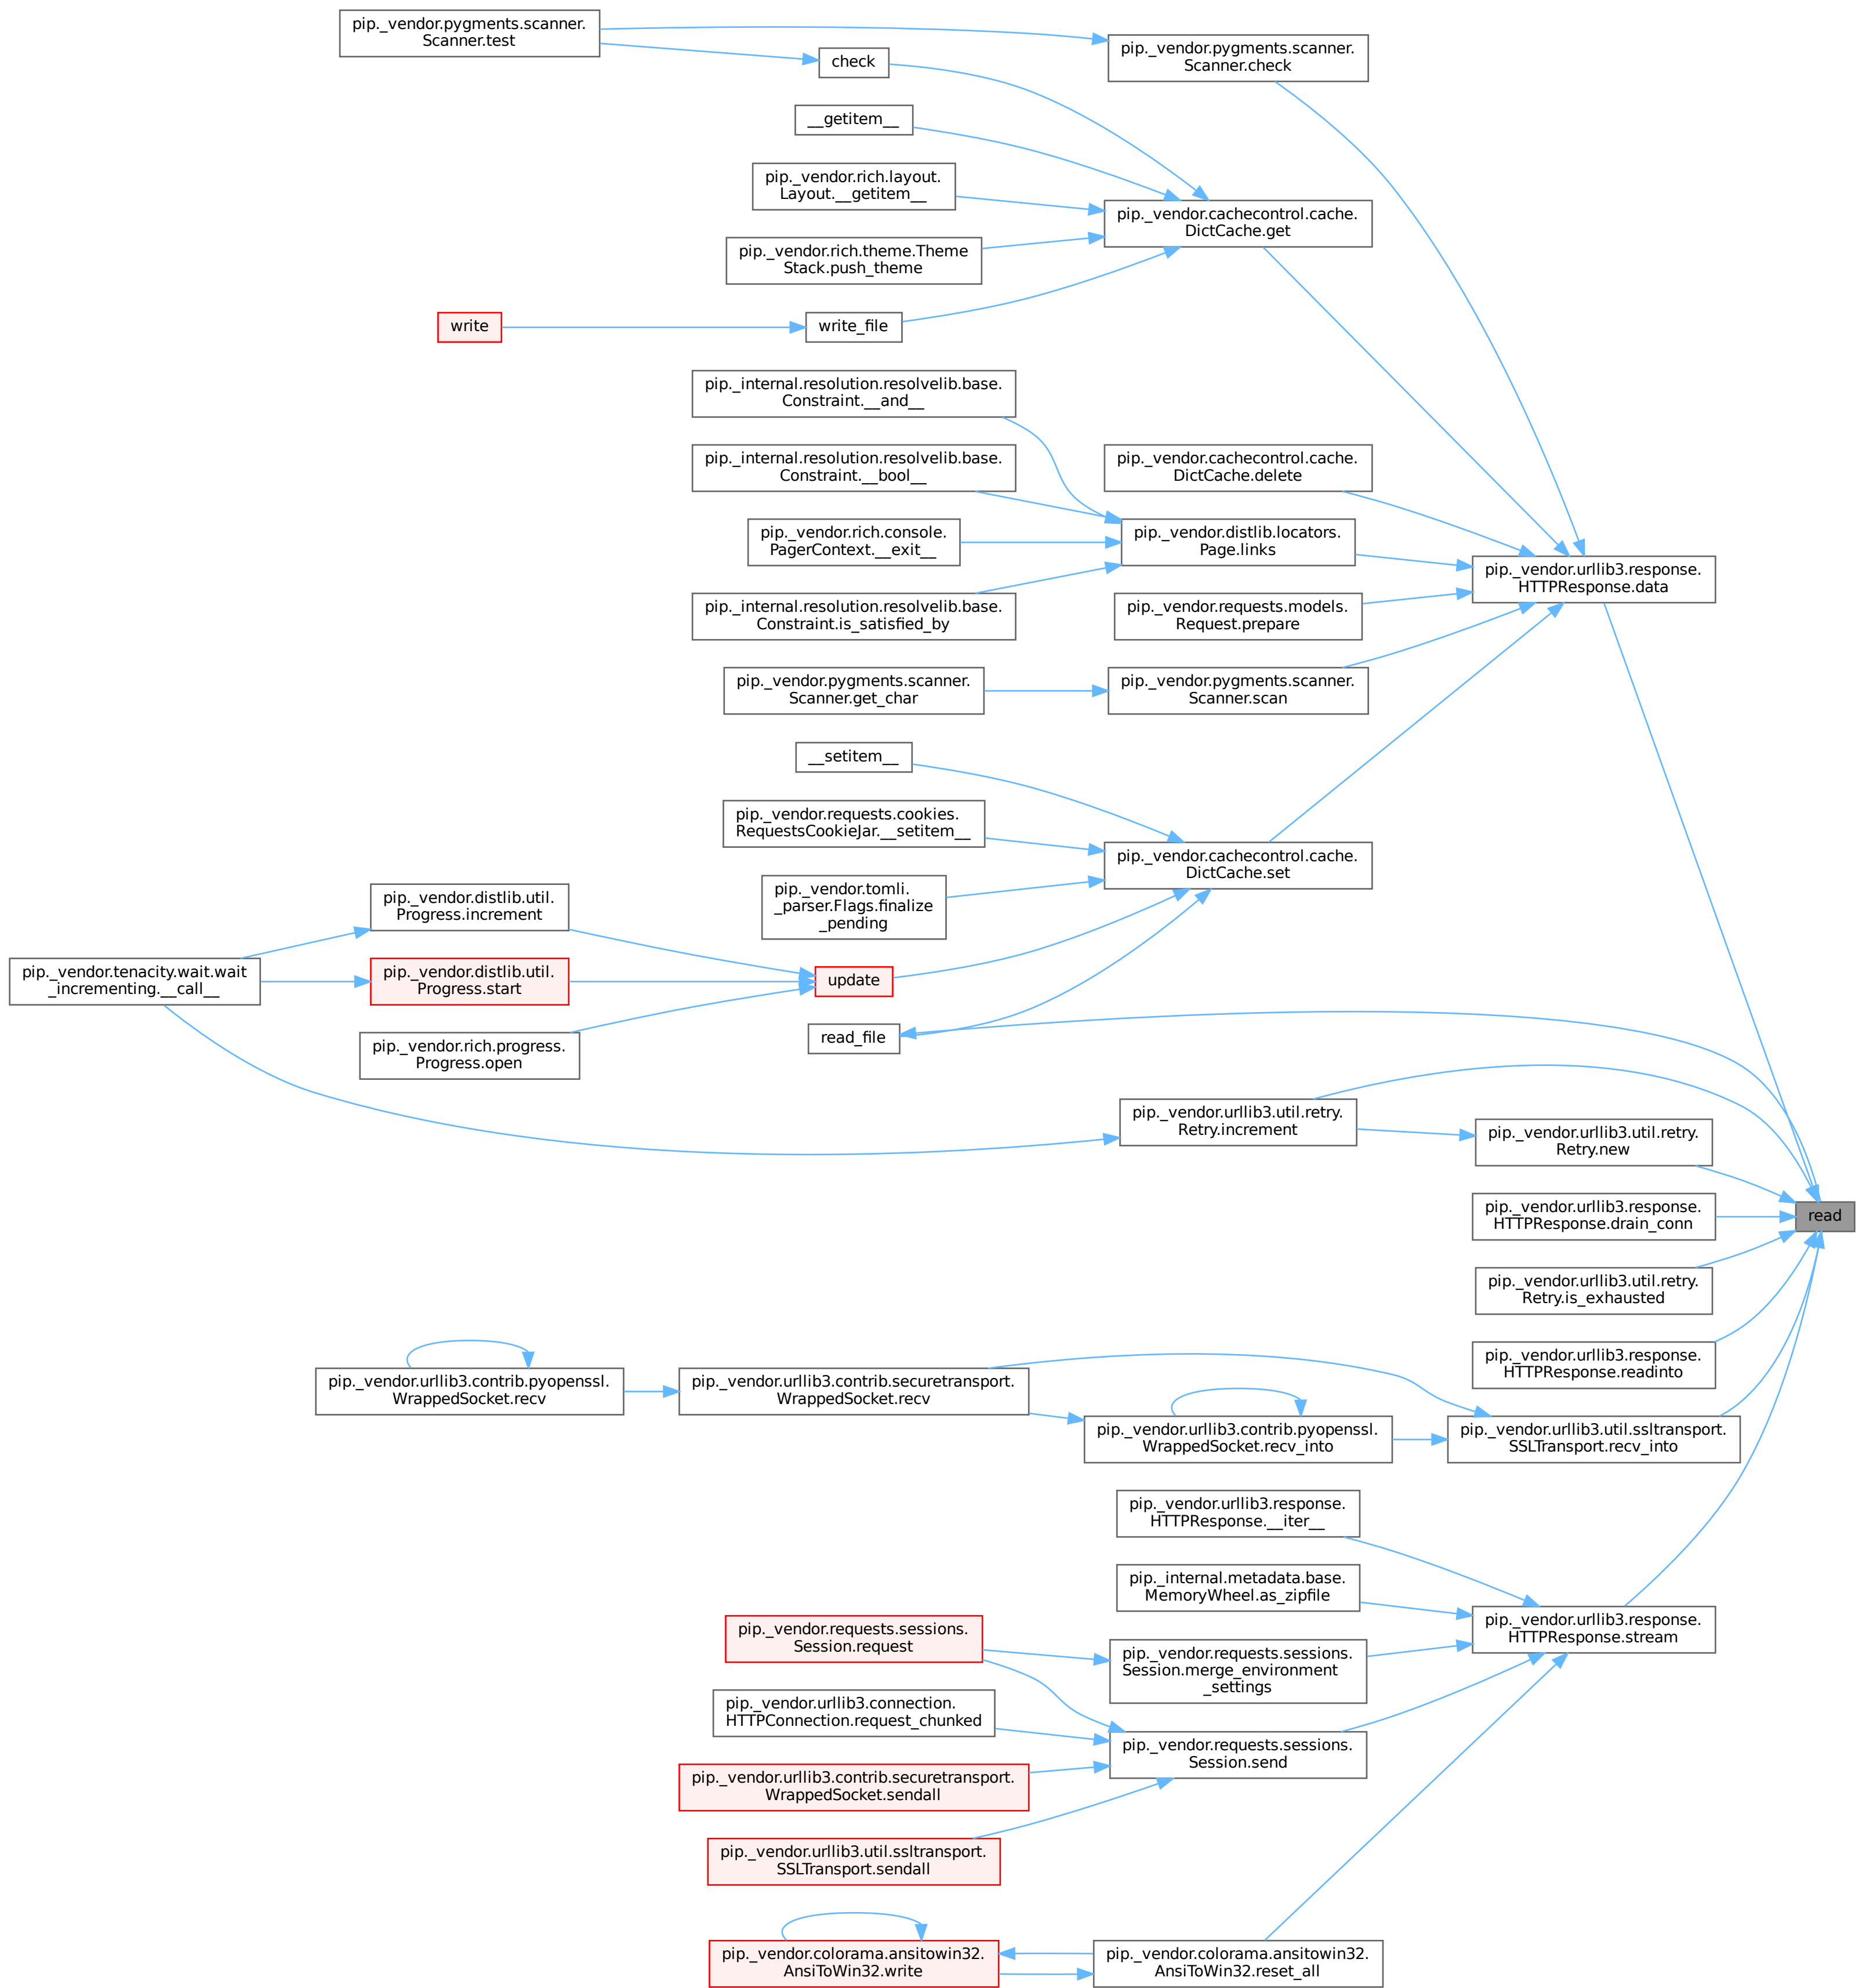 pip._vendor.pygments.scanner.
Scanner.test
check
pip._vendor.pygments.scanner.
Scanner.check
__getitem__
pip._vendor.rich.layout.
Layout.__getitem__
pip._vendor.cachecontrol.cache.
DictCache.get
pip._vendor.rich.theme.Theme
Stack.push_theme
write
write_file
pip._internal.resolution.resolvelib.base.
Constraint.__and__
pip._internal.resolution.resolvelib.base.
Constraint.__bool__
pip._vendor.cachecontrol.cache.
DictCache.delete
pip._vendor.rich.console.
PagerContext.__exit__
pip._vendor.distlib.locators.
Page.links
pip._vendor.urllib3.response.
HTTPResponse.data
pip._internal.resolution.resolvelib.base.
Constraint.is_satisfied_by
pip._vendor.requests.models.
Request.prepare
pip._vendor.pygments.scanner.
Scanner.get_char
pip._vendor.pygments.scanner.
Scanner.scan
__setitem__
pip._vendor.requests.cookies.
RequestsCookieJar.__setitem__
pip._vendor.cachecontrol.cache.
DictCache.set
pip._vendor.tomli.
_parser.Flags.finalize
_pending
pip._vendor.distlib.util.
Progress.increment
pip._vendor.tenacity.wait.wait
_incrementing.__call__
pip._vendor.distlib.util.
Progress.start
update
pip._vendor.rich.progress.
Progress.open
read_file
pip._vendor.urllib3.util.retry.
Retry.increment
pip._vendor.urllib3.util.retry.
Retry.new
pip._vendor.urllib3.response.
HTTPResponse.drain_conn
read
pip._vendor.urllib3.util.retry.
Retry.is_exhausted
pip._vendor.urllib3.response.
HTTPResponse.readinto
pip._vendor.urllib3.contrib.pyopenssl.
WrappedSocket.recv
pip._vendor.urllib3.contrib.securetransport.
WrappedSocket.recv
pip._vendor.urllib3.contrib.pyopenssl.
WrappedSocket.recv_into
pip._vendor.urllib3.util.ssltransport.
SSLTransport.recv_into
pip._vendor.urllib3.response.
HTTPResponse.__iter__
pip._internal.metadata.base.
MemoryWheel.as_zipfile
pip._vendor.urllib3.response.
HTTPResponse.stream
pip._vendor.requests.sessions.
Session.request
pip._vendor.requests.sessions.
Session.merge_environment
_settings
pip._vendor.urllib3.connection.
HTTPConnection.request_chunked
pip._vendor.requests.sessions.
Session.send
pip._vendor.urllib3.contrib.securetransport.
WrappedSocket.sendall
pip._vendor.urllib3.util.ssltransport.
SSLTransport.sendall
pip._vendor.colorama.ansitowin32.
AnsiToWin32.write
pip._vendor.colorama.ansitowin32.
AnsiToWin32.reset_all